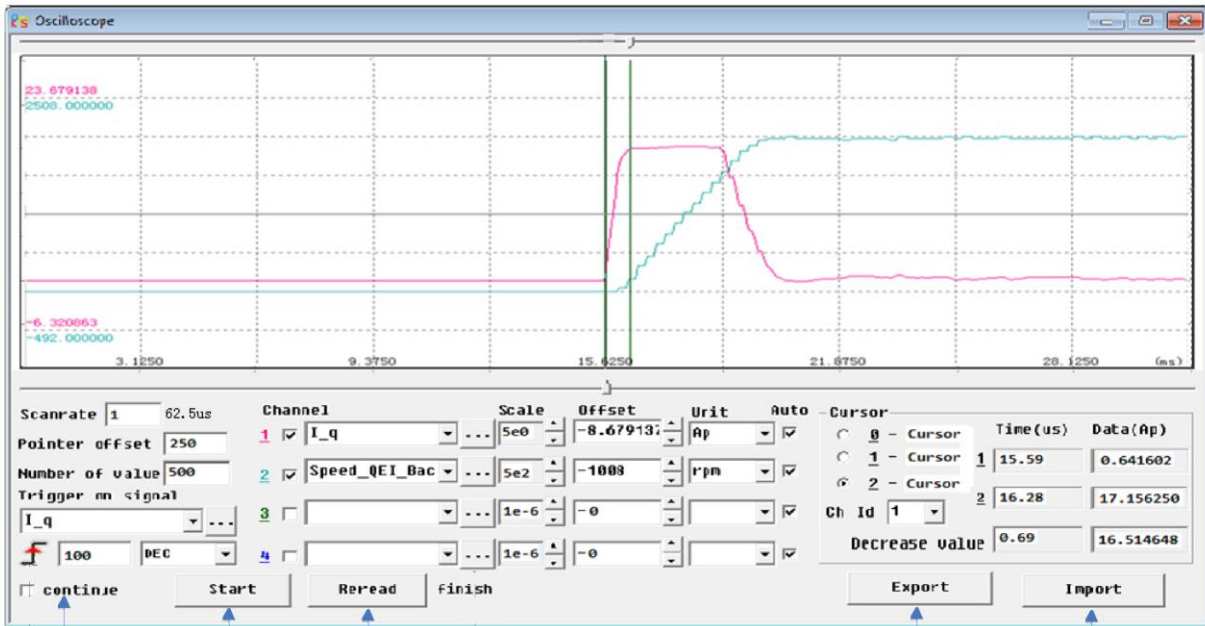 Oscilloscope
23.679138
2508.000000
-6.320863
-492.000000
3.1250 9.3750 15.6250 21.8750 28.1250 (ms)
Scanrate 1 62.5us Channel Scale Offset Unit Auto Cursor
1 I_q ... 5e0 -8.679137 Ap 0 - Cursor Time(us) Data(Ap)
Pointer offset 250
1 - Cursor 1 15.59 0.641602
Number of value 500 2 Speed_QEI_Bac ... 5e2 -1008 rpm 2 - Cursor
Trigger on signal
2 16.28 17.156250
I_q ... 3 ... 1e-6 -0 Ch Id 1
Decrease value 0.69 16.514648
100 DEC 4 ... 1e-6 -0
continue Start Reread finish Export Import